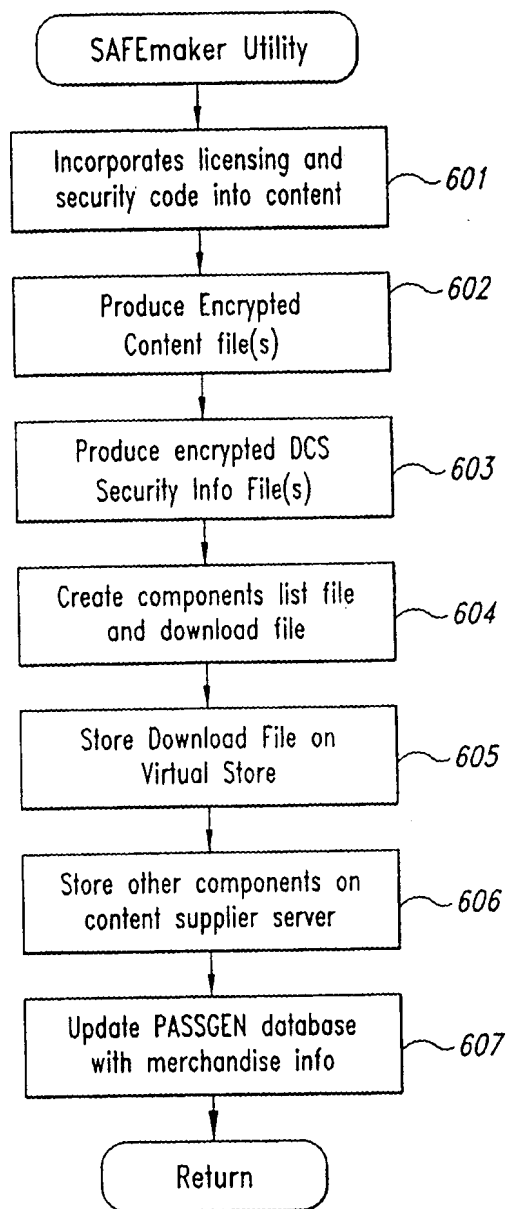 SAFEmaker Utility
Incorporates licensing and
security code into content
601
Produce Encrypted
Content file(s)
602
Produce encrypted DCS
Security Info File(s)
603
Create components list file
and download file
604
Store Download File on
Virtual Store
605
Store other components on
content supplier server
606
Update PASSGEN database
with merchandise info
607
Return